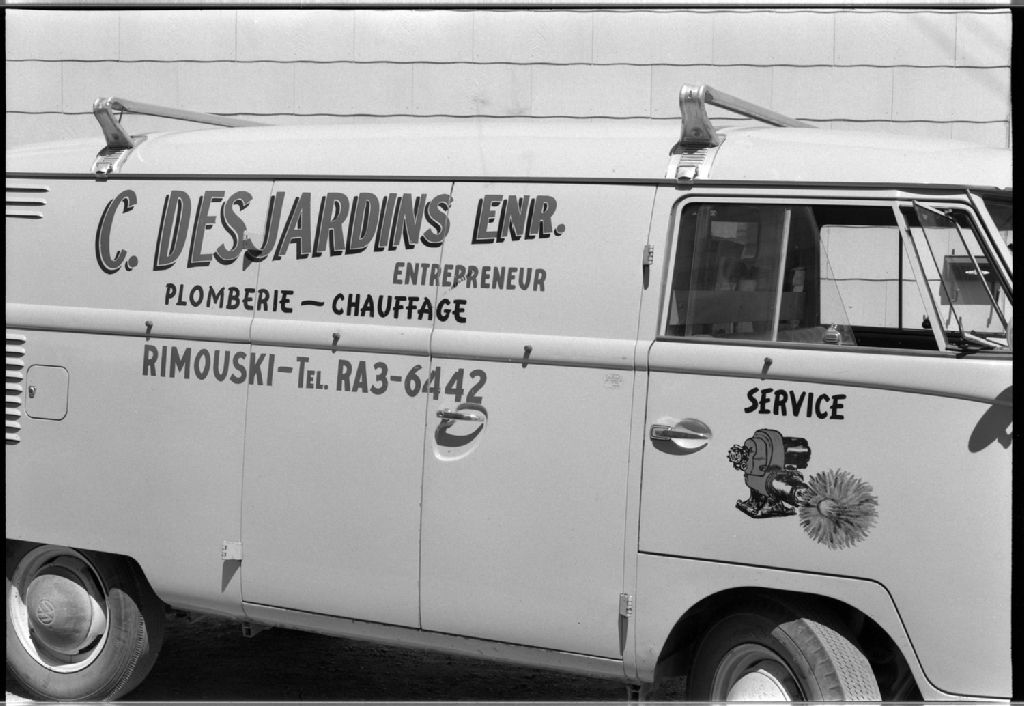 C. DESJARDINS ENR.
ENTREPRENEUR
PLOMBERIE – CHAUFFAGE
RIMOUSKI – TEL. RA3-6442
SERVICE